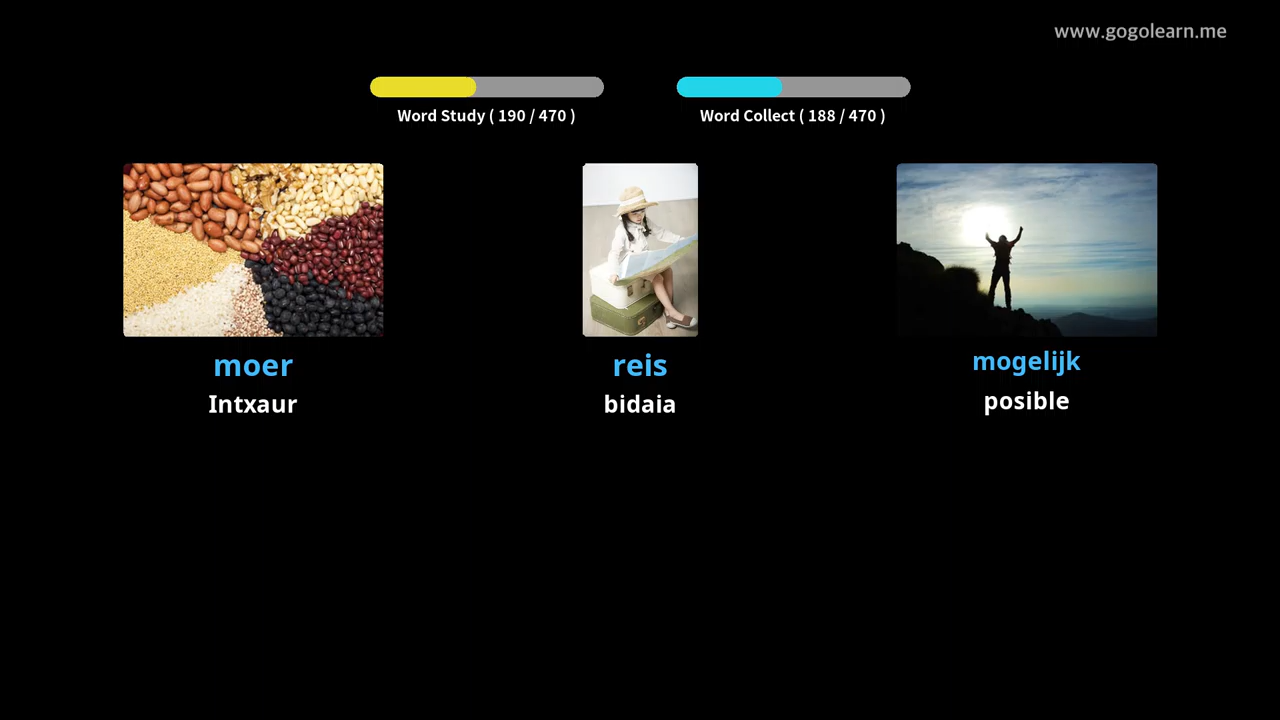 www.gogolearn.me
Word Study ( 190 / 470 )
Word Collect ( 188 / 470 )
moer
Intxaur
reis
bidaia
mogelijk
posible